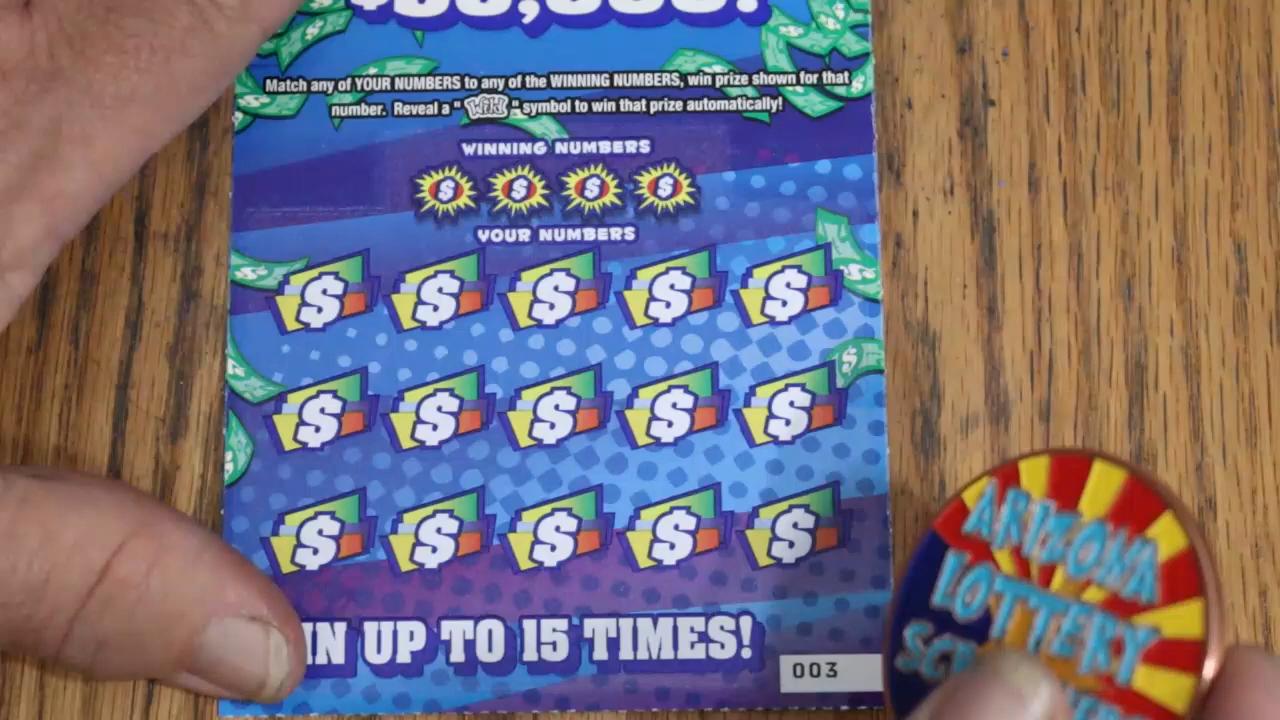 Match any of YOUR NUMBERS to any of the WINNING NUMBERS, win prize shown for that
number. Reveal a "Wild" symbol to win that prize automatically!
WINNING NUMBERS
$ $ $ $
YOUR NUMBERS
$ $ $ $ $
$ $ $ $ $
$ $ $ $ $
IN UP TO 15 TIMES!
003
ARIZONA
LOTTERY